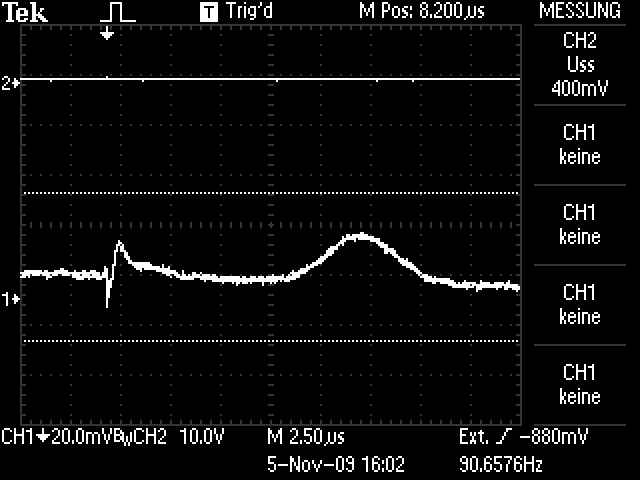 Tek T Trig'd M Pos: 8.200µs MESSUNG
CH2
Uss
400mV
2
CH1
keine
CH1
keine
1
CH1
keine
CH1
keine
CH1 20.0mVBW CH2 10.0V M 2.50µs Ext. -880mV
5-Nov-09 16:02 90.6576Hz